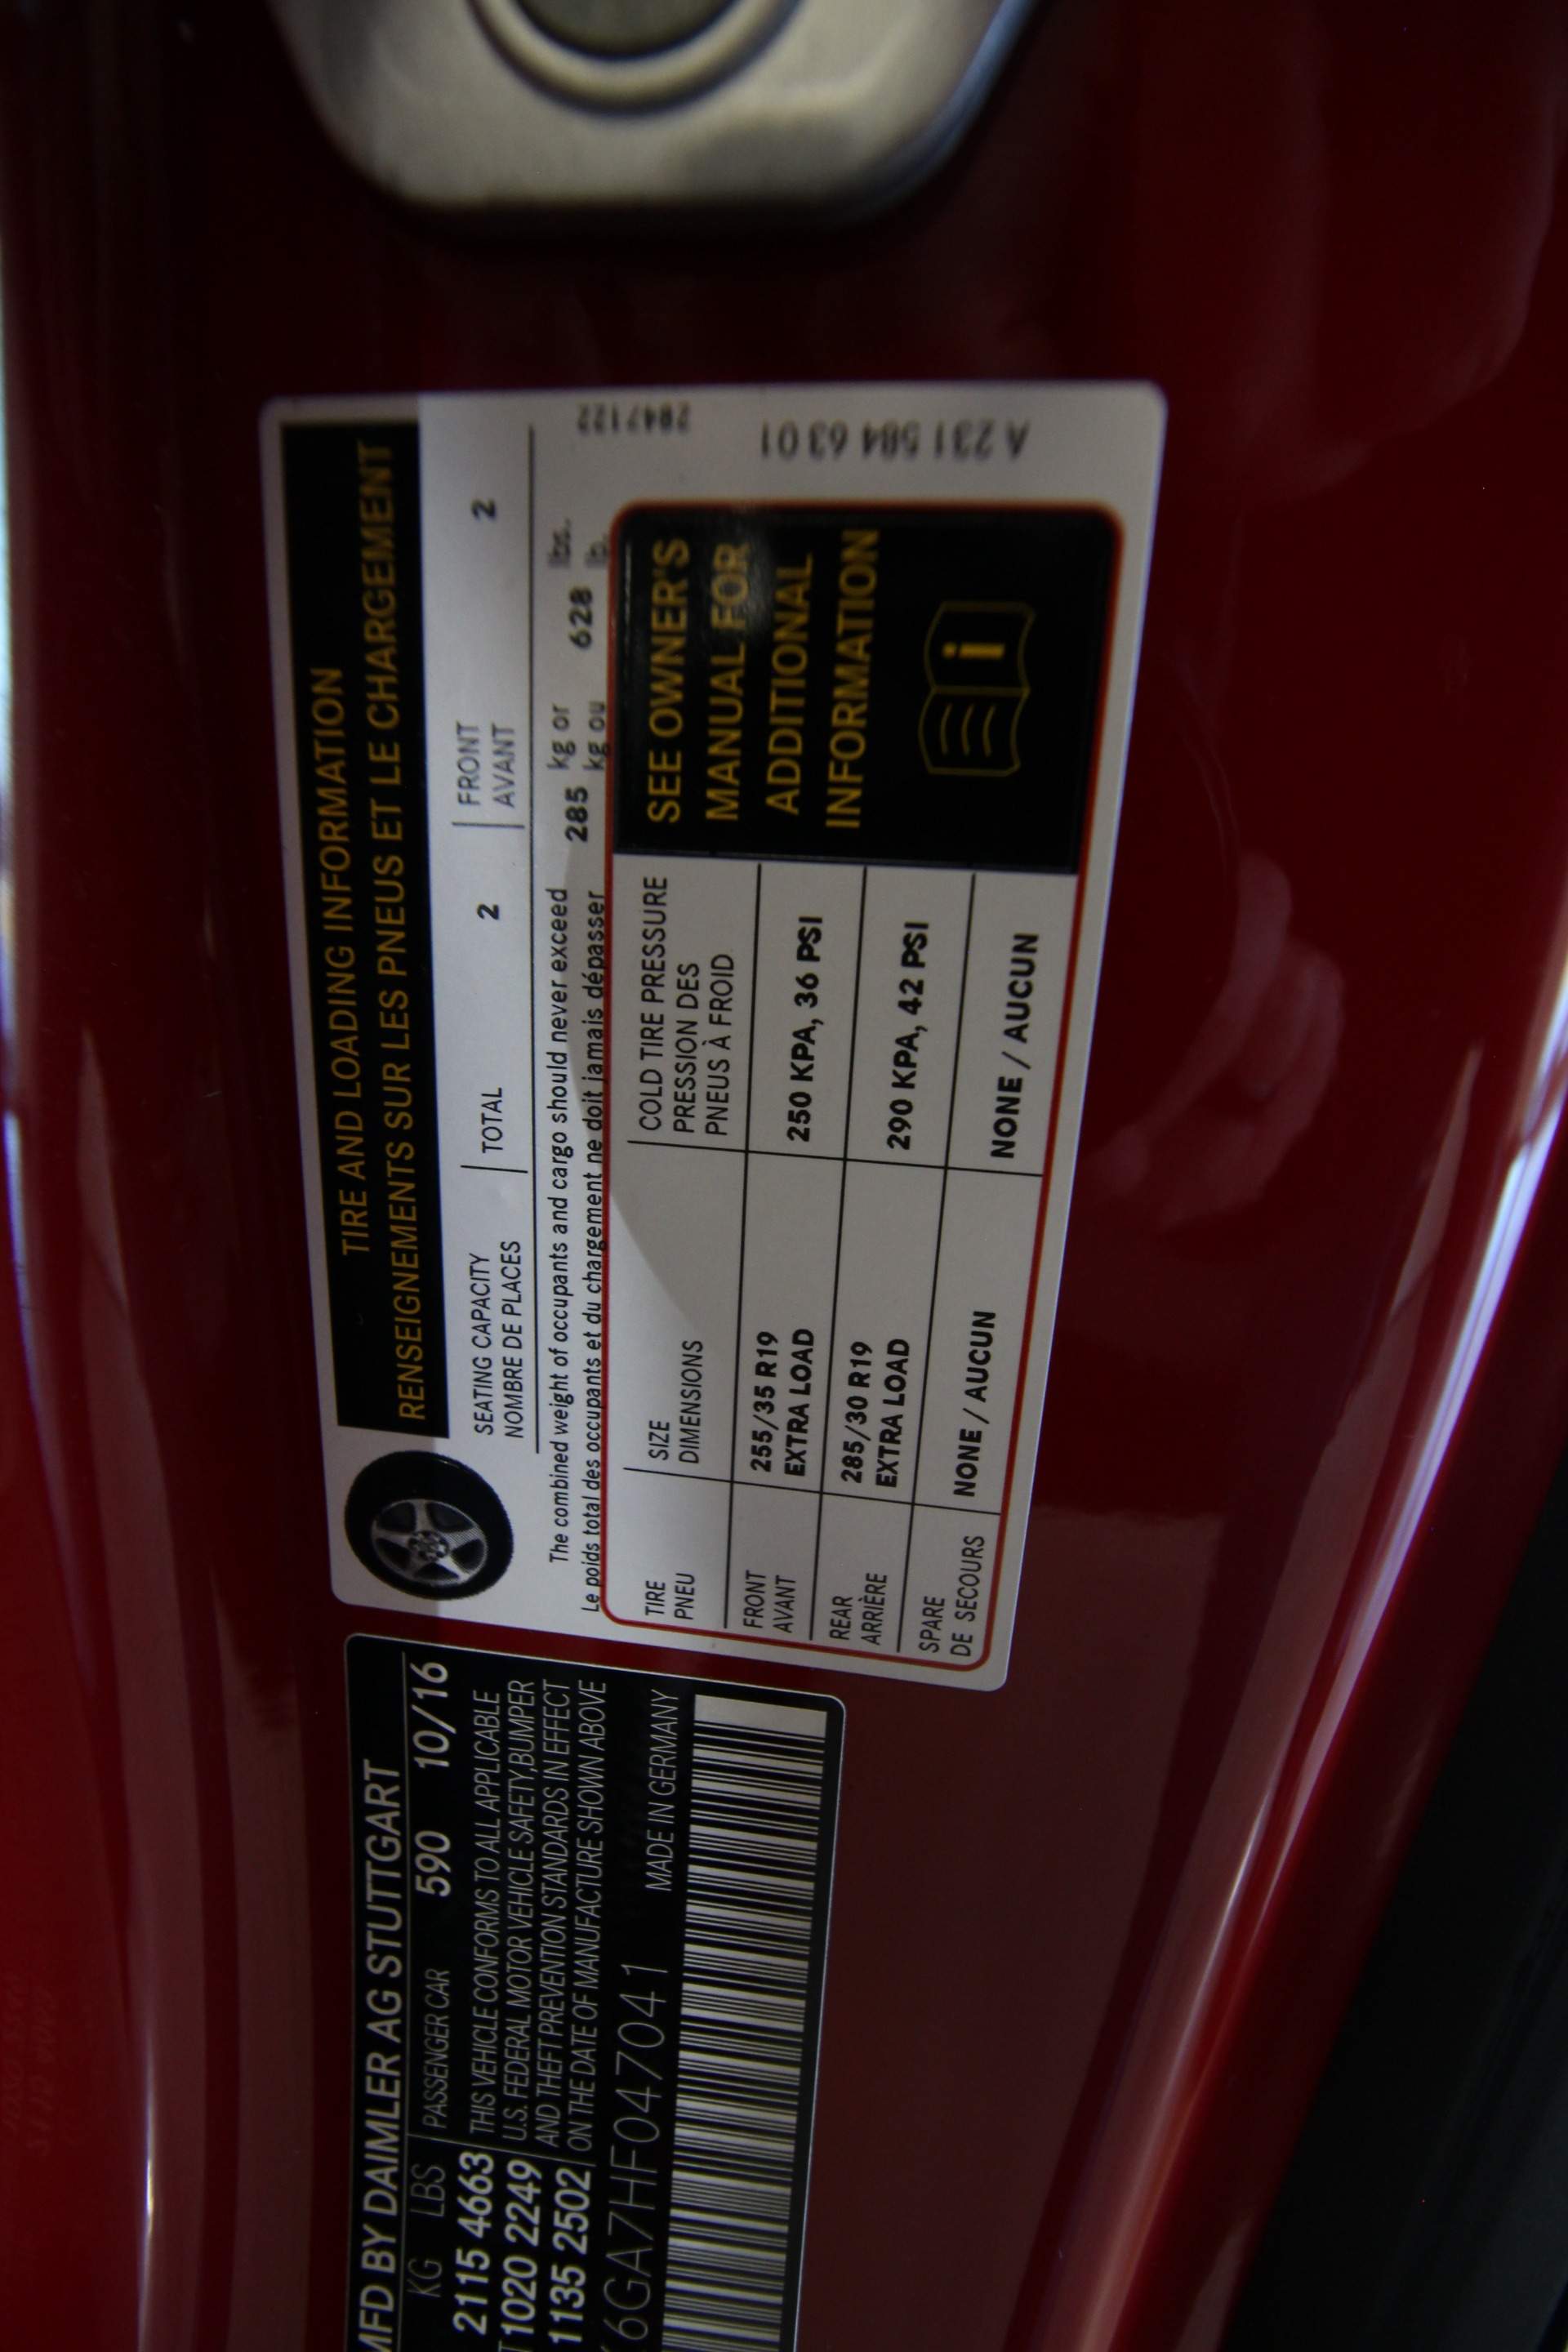 TIRE AND LOADING INFORMATION
RENSEIGNEMENTS SUR LES PNEUS ET LE CHARGEMENT
SEATING CAPACITY TOTAL 2 FRONT 2
NOMBRE DE PLACES AVANT
The combined weight of occupants and cargo should never exceed 285 kg or 628 lbs.
Le poids total des occupants et du chargement ne doit jamais dépasser kg ou lb.
TIRE SIZE COLD TIRE PRESSURE
PNEU DIMENSIONS PRESSION DES
PNEUS À FROID
FRONT 255/35 R19 250 KPA, 36 PSI
AVANT EXTRA LOAD
REAR 285/30 R19 290 KPA, 42 PSI
ARRIÈRE EXTRA LOAD
SPARE NONE / AUCUN NONE / AUCUN
DE SECOURS
SEE OWNER'S
MANUAL FOR
ADDITIONAL
INFORMATION
i
2847122
A 231 584 63 01
MFD BY DAIMLER AG STUTTGART
KG LBS PASSENGER CAR 590 10/16
2115 4663 THIS VEHICLE CONFORMS TO ALL APPLICABLE
1020 2249 U.S. FEDERAL MOTOR VEHICLE SAFETY,BUMPER
1135 2502 AND THEFT PREVENTION STANDARDS IN EFFECT
ON THE DATE OF MANUFACTURE SHOWN ABOVE
6GA7HF047041 MADE IN GERMANY